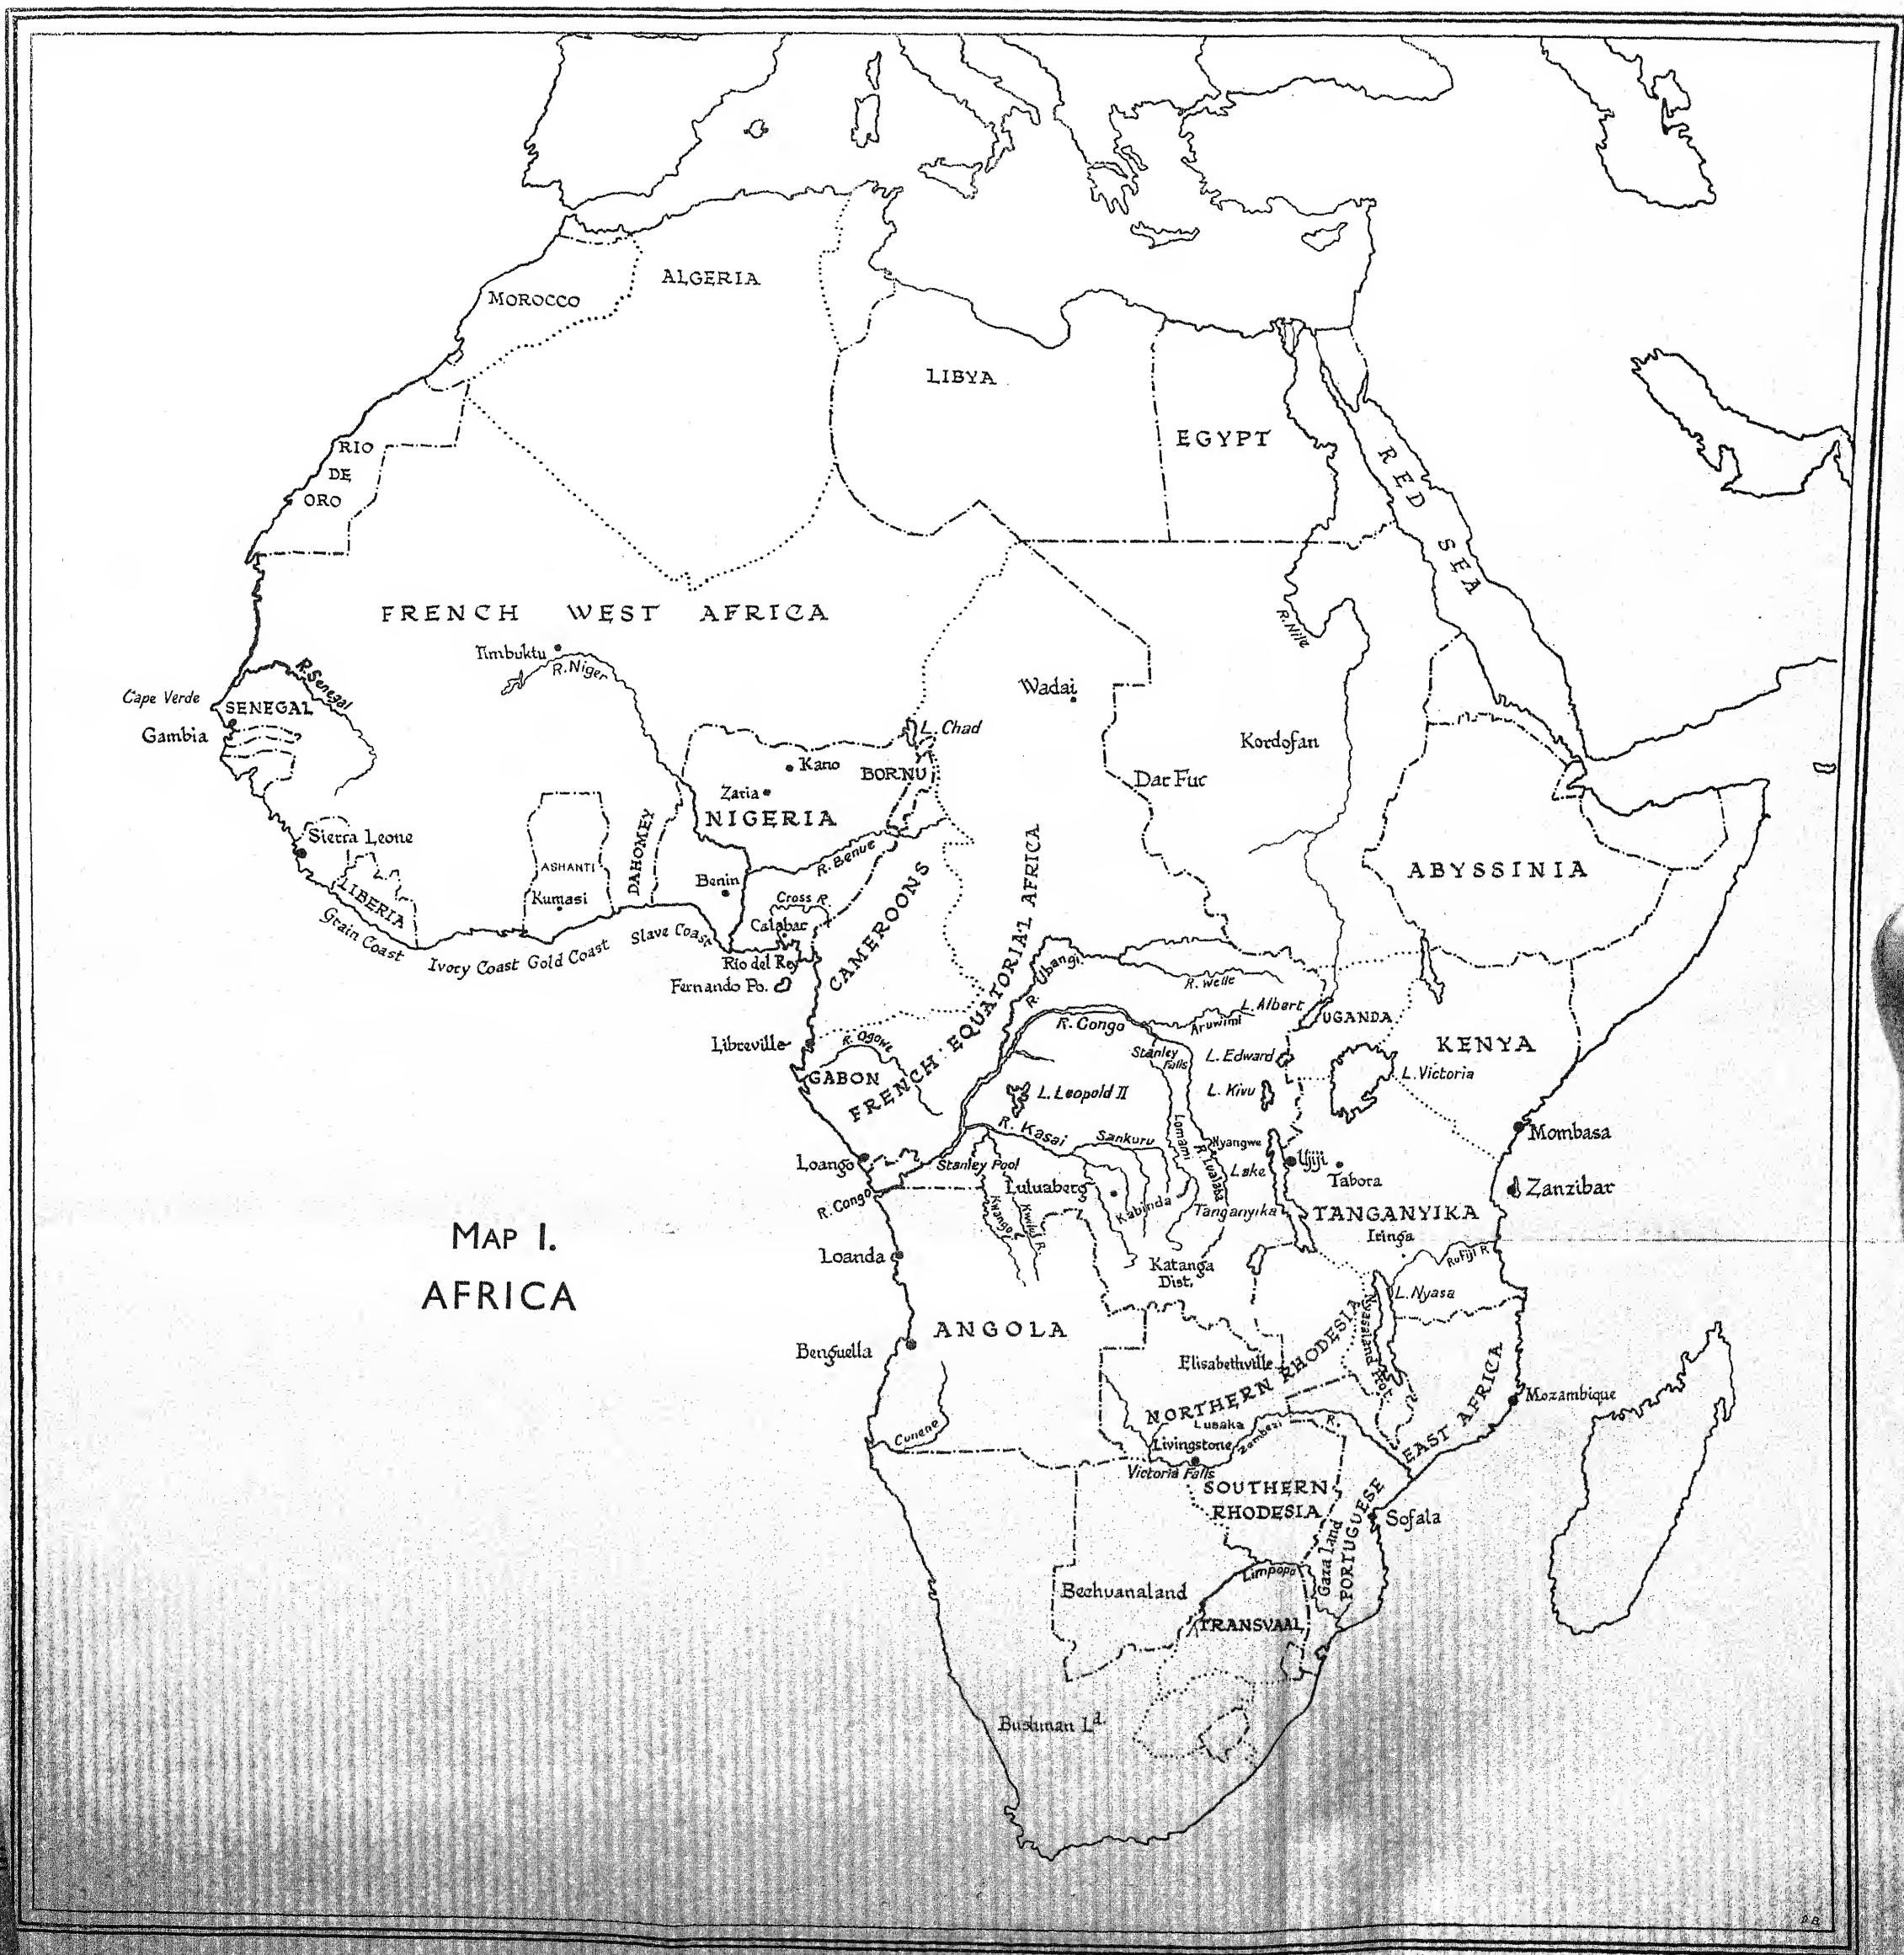 ALGERIA
MOROCCO
LIBYA
EGYPT
RED SEA
RIO
DE
ORO
FRENCH WEST AFRICA
Timbuktu
R. Niger
R. Nile
R. Senegal
Cape Verde
SENEGAL
Gambia
Wadai
L. Chad
Kordofan
Kano
BORNU
Dar Fur
Zaria
NIGERIA
Sierra Leone
LIBERIA
ASHANTI
Kumasi
DAHOMEY
Benin
R. Benue
Cross R.
Calabar
Rio del Rey
Fernando Po.
CAMEROONS
FRENCH EQUATORIAL AFRICA
ABYSSINIA
Grain Coast
Ivory Coast
Gold Coast
Slave Coast
R. Ubangi
R. Welle
L. Albert
UGANDA
R. Congo
Aruwimi
KENYA
Libreville
R. Ogowe
GABON
Stanley
Falls
L. Edward
L. Victoria
L. Leopold II
L. Kivu
R. Kasai
Sankuru
Lomami
R. Lualaba
Nyangwe
Mombasa
Loango
Stanley Pool
Lake
Ujiji
Tabora
Luluaberg
Zanzibar
R. Congo
Kwango
Kwilu R.
Kabinda
Tanganyika
TANGANYIKA
MAP I.
AFRICA
Iringa
Rufiji R.
Loanda
Katanga
Dist.
L. Nyasa
Nyasaland Prot.
ANGOLA
Benguella
Elisabethville
NORTHERN RHODESIA
Mozambique
Lusaka
Cunene
Livingstone
Zambezi
R.
Victoria Falls
PORTUGUESE EAST AFRICA
SOUTHERN
RHODESIA
Sofala
Gaza Land
Limpopo
Bechuanaland
TRANSVAAL
Bushman Ld.